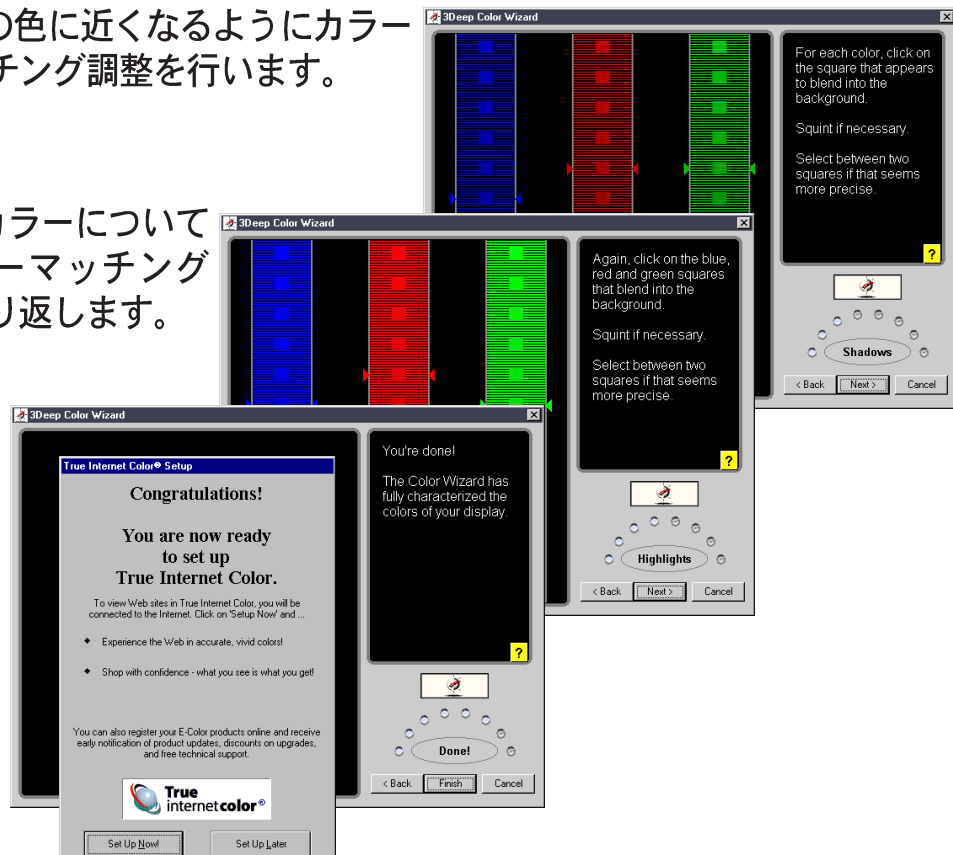 の色に近くなるようにカラー
チング調整を行います。
カラーについて
ーマッチング
り返します。
3Deep Color Wizard
For each color, click on
the square that appears
to blend into the
background.
Squint if necessary.
Select between two
squares if that seems
more precise.
?
Shadows
< Back
Next >
Cancel
3Deep Color Wizard
Again, click on the blue,
red and green squares
that blend into the
background.
Squint if necessary.
Select between two
squares if that seems
more precise.
?
Highlights
< Back
Next >
Cancel
3Deep Color Wizard
You're done!
The Color Wizard has
fully characterized the
colors of your display.
?
Done!
< Back
Finish
Cancel
True Internet Color® Setup
Congratulations!
You are now ready
to set up
True Internet Color.
To view Web sites in True Internet Color, you will be
connected to the Internet. Click on 'Setup Now' and ...
◆ Experience the Web in accurate, vivid colors!
◆ Shop with confidence - what you see is what you get!
You can also register your E-Color products online and receive
early notification of product updates, discounts on upgrades,
and free technical support.
True
internetcolor®
Set Up Now!
Set Up Later